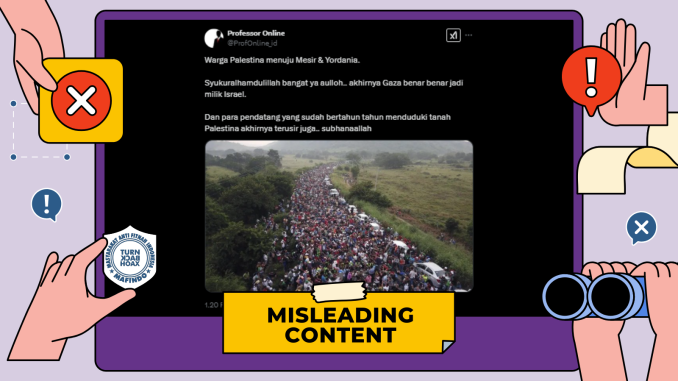 Professor Online
@ProfOnline_id
Warga Palestina menuju Mesir & Yordania.
Syukuralhamdulillah bangat ya aulloh.. akhirnya Gaza benar benar jadi
milik Israel.
Dan para pendatang yang sudah bertahun tahun menduduki tanah
Palestina akhirnya terusir juga.. subhanaallah
1.20
MISLEADING
CONTENT
MASYARAKAT ANTI FITNAH INDONESIA
TURN
BACK
HOAX
MAFINDO